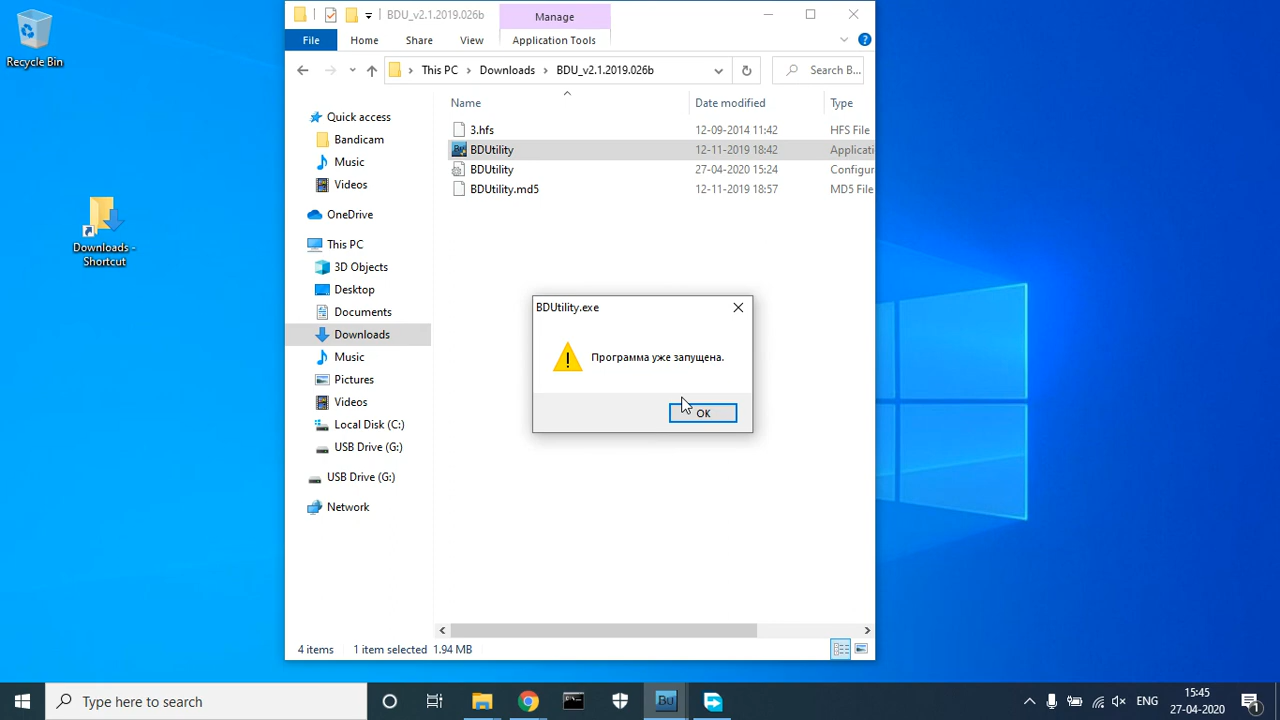 Recycle Bin
Downloads -
Shortcut
BDU_v2.1.2019.026b
Manage
File
Home
Share
View
Application Tools
This PC
Downloads
BDU_v2.1.2019.026b
Search B...
Name
Date modified
Type
3.hfs
12-09-2014 11:42
HFS File
BDUtility
12-11-2019 18:42
Applicati
BDUtility
27-04-2020 15:24
Configur
BDUtility.md5
12-11-2019 18:57
MD5 File
Quick access
Bandicam
Music
Videos
OneDrive
This PC
3D Objects
Desktop
Documents
Downloads
Music
Pictures
Videos
Local Disk (C:)
USB Drive (G:)
USB Drive (G:)
Network
BDUtility.exe
Программа уже запущена.
OK
4 items
1 item selected 1.94 MB
Type here to search
Bu
ENG
15:45
27-04-2020
1